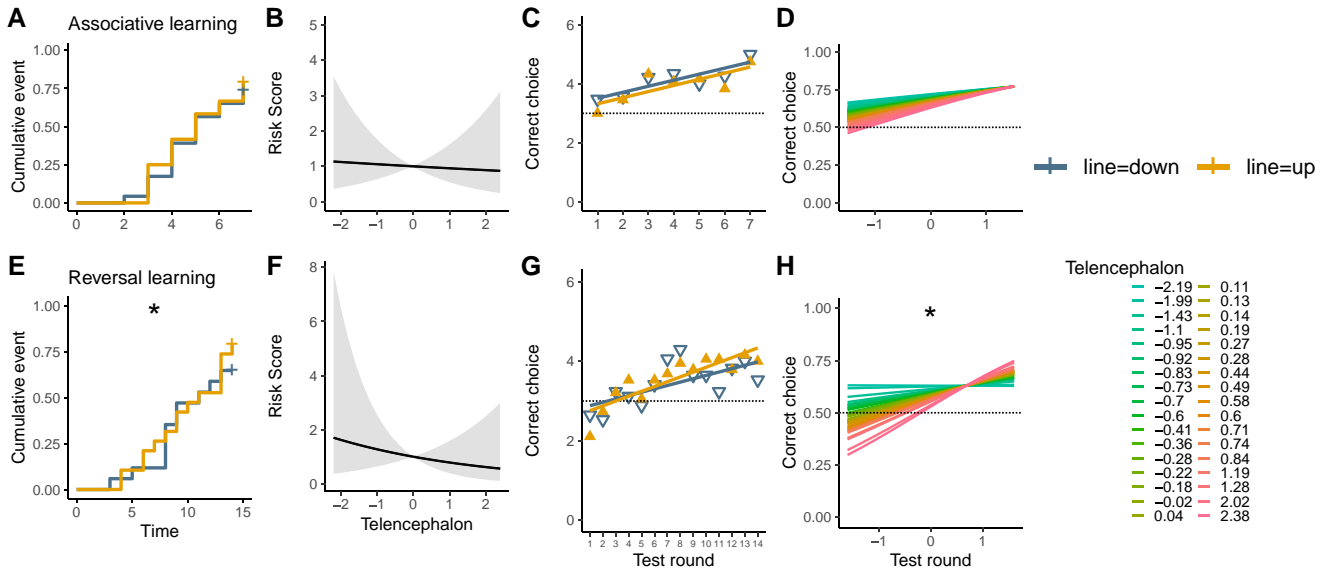 A
Associative learning
Cumulative event
1.00
0.75
0.50
0.25
0.00
0 2 4 6
B
Risk Score
5
4
3
2
1
0
−2 −1 0 1 2
C
Correct choice
6
4
2
0
1 2 3 4 5 6 7
D
Correct choice
1.00
0.75
0.50
0.25
0.00
−1 0 1
line=down line=up
E
Reversal learning
*
Cumulative event
1.00
0.75
0.50
0.25
0.00
0 5 10 15
Time
F
Risk Score
8
6
4
2
0
−2 −1 0 1 2
Telencephalon
G
Correct choice
6
4
2
0
1 2 3 4 5 6 7 8 9 10 11 12 13 14
Test round
H
*
Correct choice
1.00
0.75
0.50
0.25
0.00
−1 0 1
Test round
Telencephalon
−2.19 0.11
−1.99 0.13
−1.43 0.14
−1.1 0.19
−0.95 0.27
−0.92 0.28
−0.83 0.44
−0.73 0.49
−0.7 0.58
−0.6 0.6
−0.41 0.71
−0.36 0.74
−0.28 0.84
−0.22 1.19
−0.18 1.28
−0.02 2.02
0.04 2.38